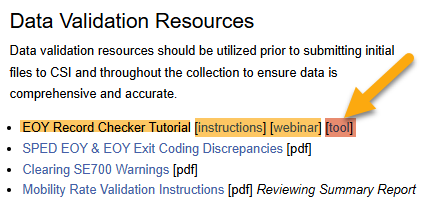 Data Validation Resources
Data validation resources should be utilized prior to submitting initial
files to CSI and throughout the collection to ensure data is
comprehensive and accurate.
• EOY Record Checker Tutorial [instructions] [webinar] [tool]
• SPED EOY & EOY Exit Coding Discrepancies [pdf]
• Clearing SE700 Warnings [pdf]
• Mobility Rate Validation Instructions [pdf] Reviewing Summary Report